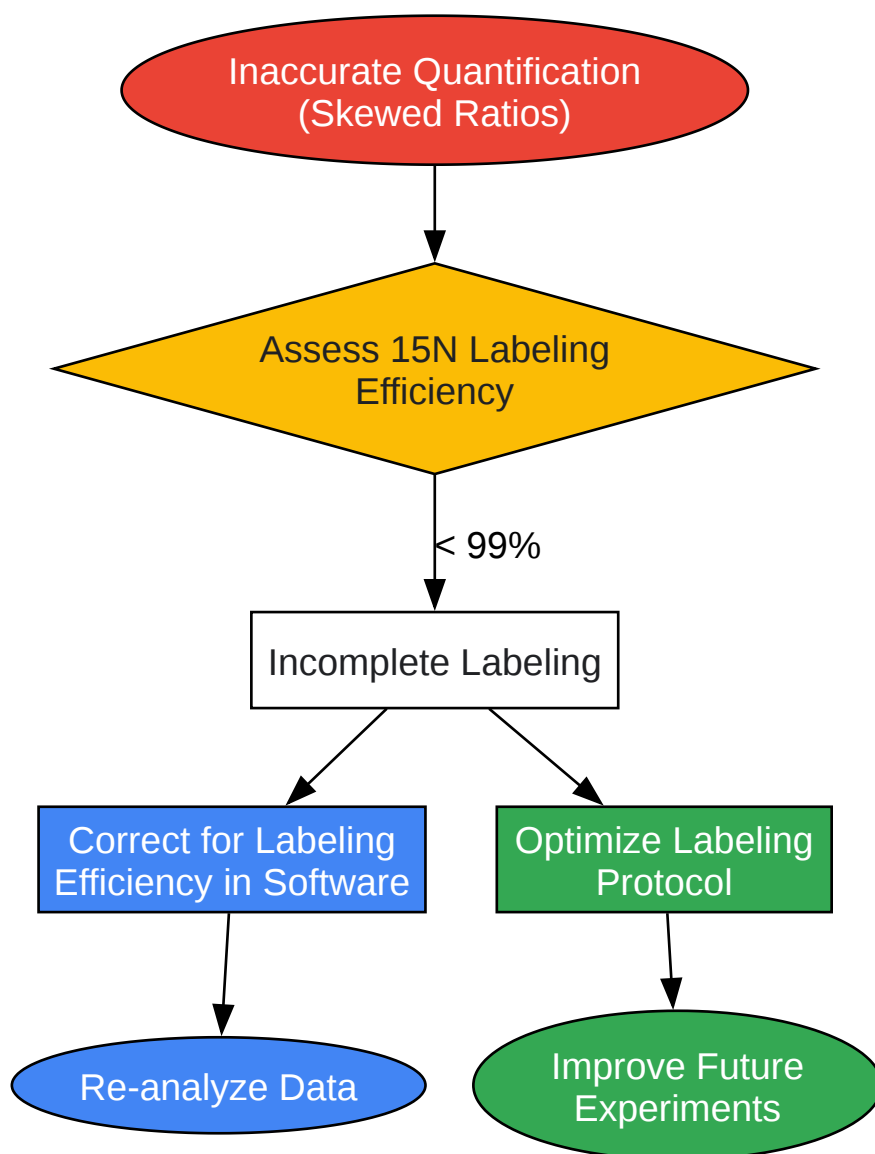 Inaccurate Quantification
(Skewed Ratios)
Assess 15N Labeling
Efficiency
< 99%
Incomplete Labeling
Correct for Labeling
Efficiency in Software
Optimize Labeling
Protocol
Re-analyze Data
Improve Future
Experiments